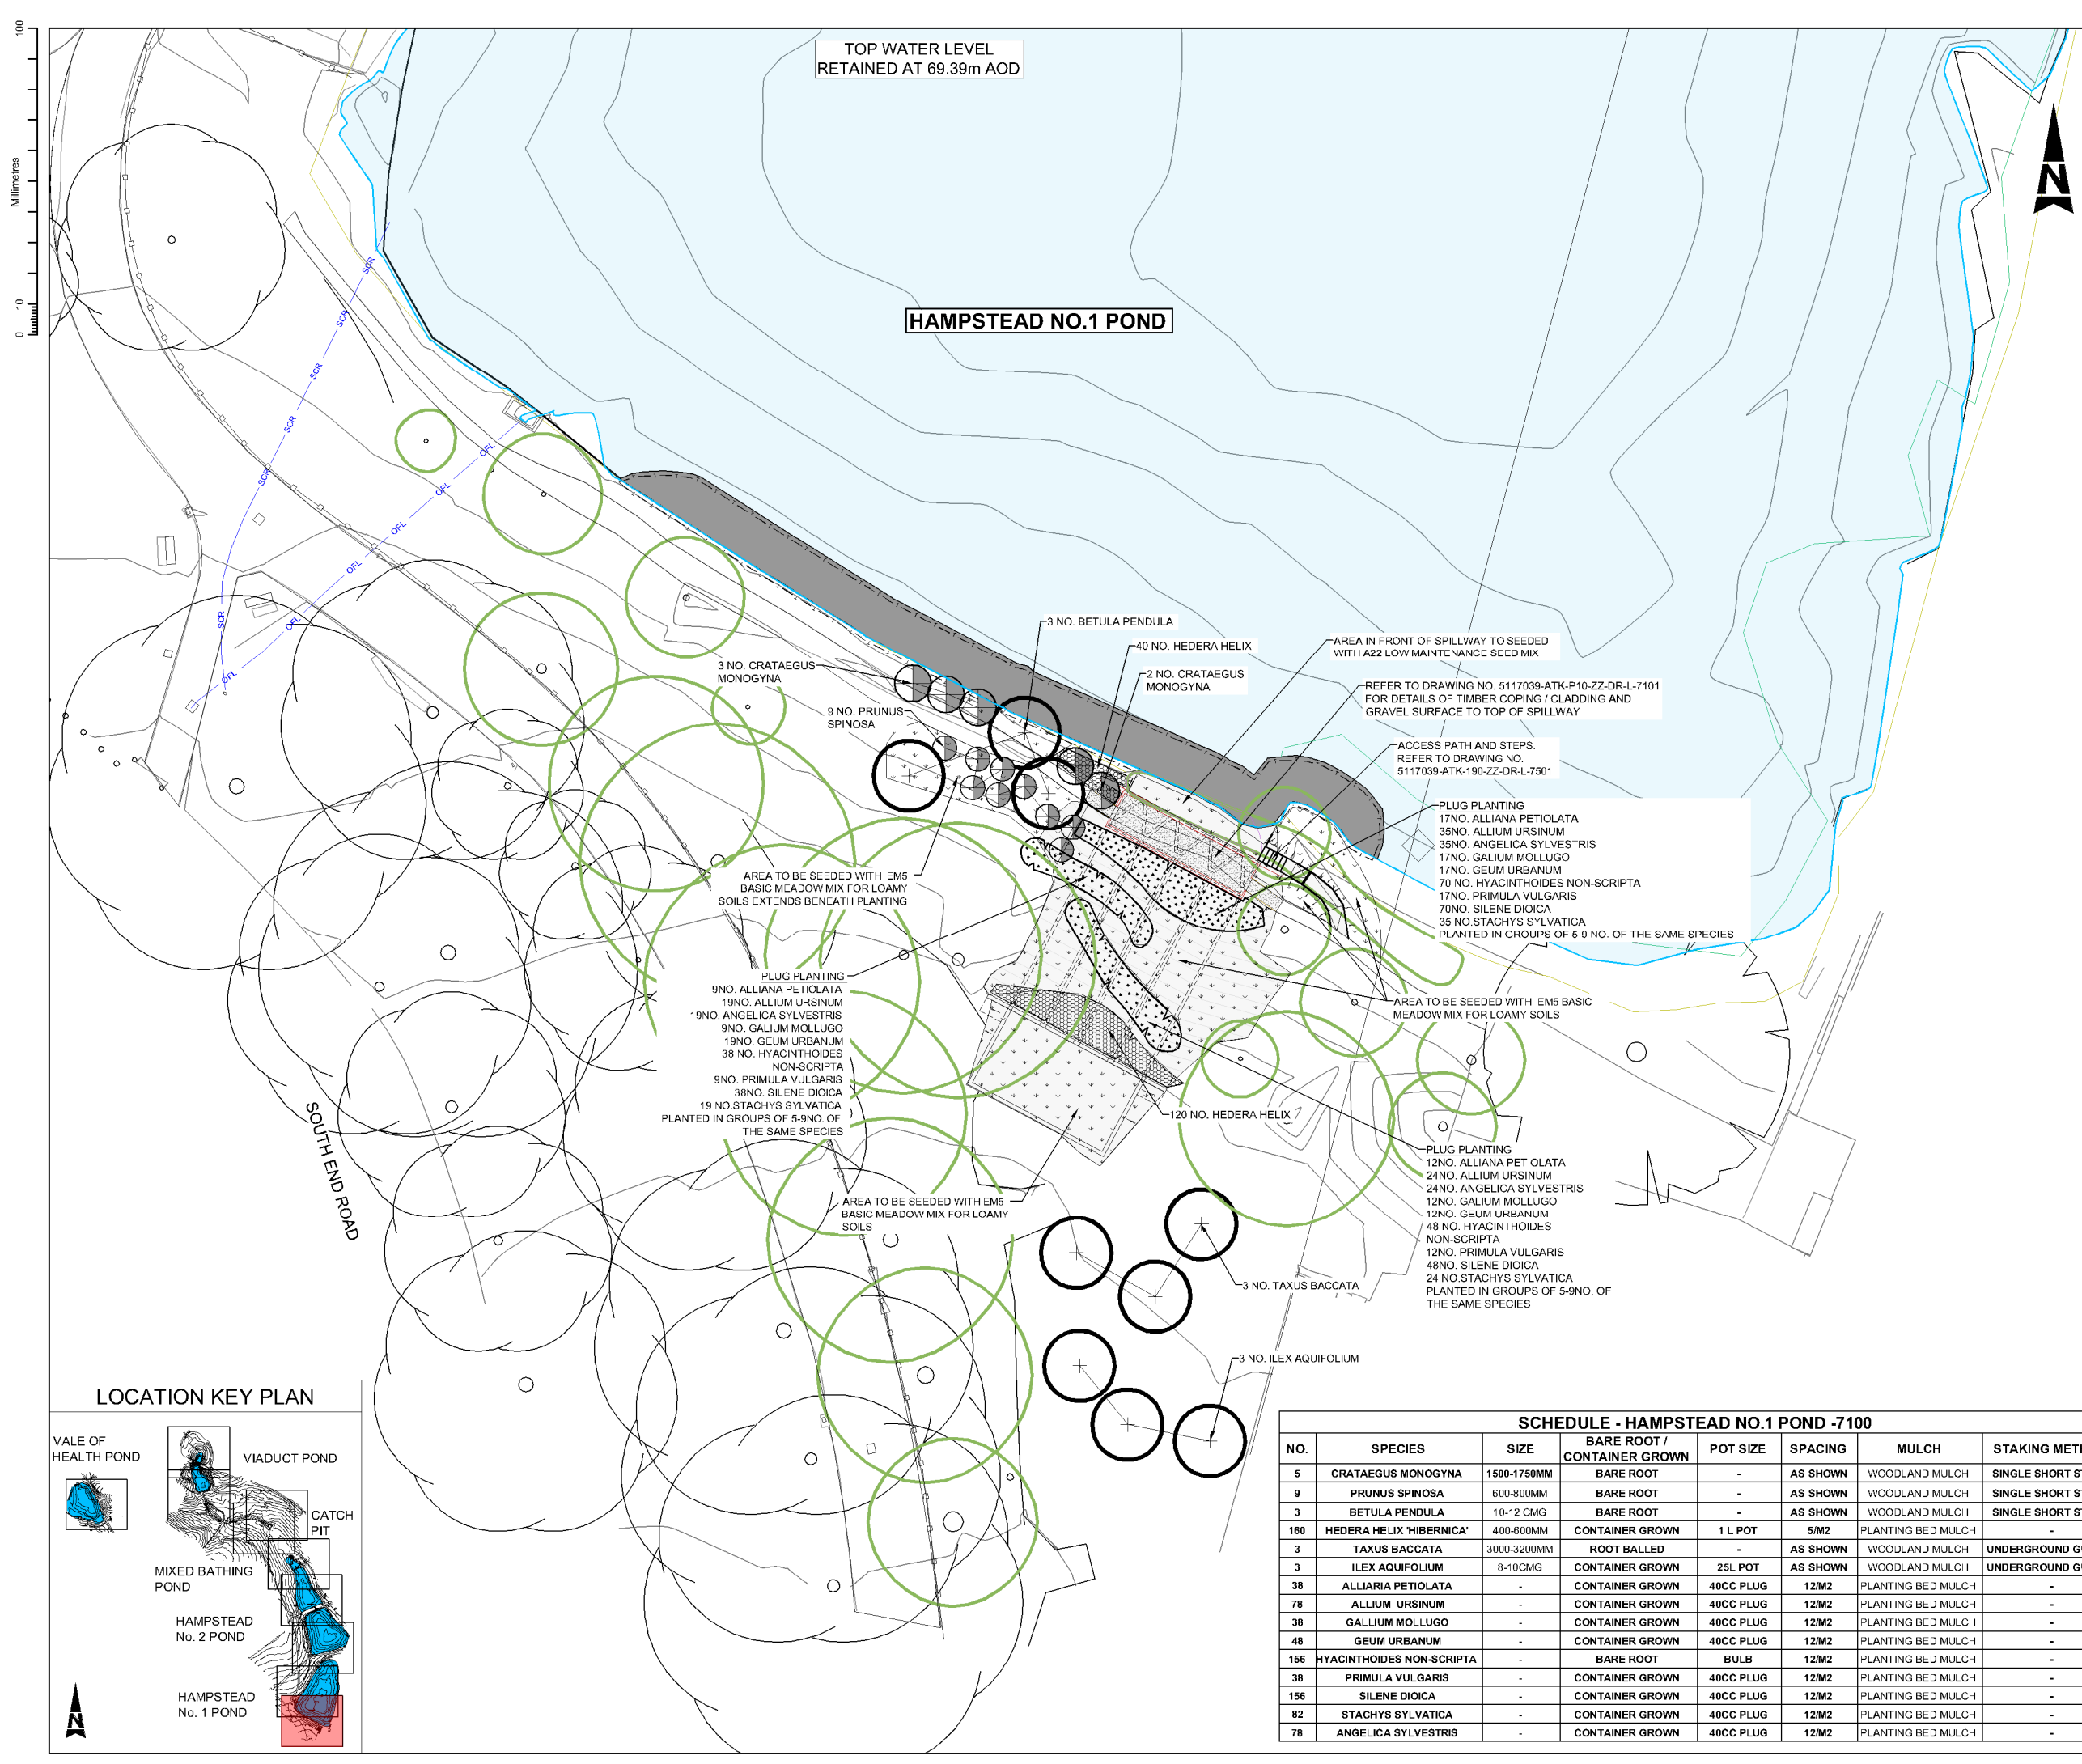 100
Millimetres
10
0
TOP WATER LEVEL
RETAINED AT 69.39m AOD
N
HAMPSTEAD NO.1 POND
SCR
SCR
SCR
SCR
SCR
SCR
OFL
OFL
OFL
OFL
OFL
OFL
3 NO. BETULA PENDULA
40 NO. HEDERA HELIX
2 NO. CRATAEGUS
MONOGYNA
3 NO. CRATAEGUS
MONOGYNA
9 NO. PRUNUS
SPINOSA
AREA IN FRONT OF SPILLWAY TO SEEDED
WITH A22 LOW MAINTENANCE SEED MIX
REFER TO DRAWING NO. 5117039-ATK-P10-ZZ-DR-L-7101
FOR DETAILS OF TIMBER COPING / CLADDING AND
GRAVEL SURFACE TO TOP OF SPILLWAY
ACCESS PATH AND STEPS.
REFER TO DRAWING NO.
5117039-ATK-190-ZZ-DR-L-7501
PLUG PLANTING
17NO. ALLIANA PETIOLATA
35NO. ALLIUM URSINUM
35NO. ANGELICA SYLVESTRIS
17NO. GALIUM MOLLUGO
17NO. GEUM URBANUM
70 NO. HYACINTHOIDES NON-SCRIPTA
17NO. PRIMULA VULGARIS
70NO. SILENE DIOICA
35 NO.STACHYS SYLVATICA
PLANTED IN GROUPS OF 5-9 NO. OF THE SAME SPECIES
AREA TO BE SEEDED WITH EM5
BASIC MEADOW MIX FOR LOAMY
SOILS EXTENDS BENEATH PLANTING
PLUG PLANTING
9NO. ALLIANA PETIOLATA
19NO. ALLIUM URSINUM
19NO. ANGELICA SYLVESTRIS
9NO. GALIUM MOLLUGO
19NO. GEUM URBANUM
38 NO. HYACINTHOIDES
NON-SCRIPTA
9NO. PRIMULA VULGARIS
38NO. SILENE DIOICA
19 NO.STACHYS SYLVATICA
PLANTED IN GROUPS OF 5-9NO. OF
THE SAME SPECIES
AREA TO BE SEEDED WITH EM5 BASIC
MEADOW MIX FOR LOAMY SOILS
120 NO. HEDERA HELIX
PLUG PLANTING
12NO. ALLIANA PETIOLATA
24NO. ALLIUM URSINUM
24NO. ANGELICA SYLVESTRIS
12NO. GALIUM MOLLUGO
12NO. GEUM URBANUM
48 NO. HYACINTHOIDES
NON-SCRIPTA
12NO. PRIMULA VULGARIS
48NO. SILENE DIOICA
24 NO.STACHYS SYLVATICA
PLANTED IN GROUPS OF 5-9NO. OF
THE SAME SPECIES
AREA TO BE SEEDED WITH EM5
BASIC MEADOW MIX FOR LOAMY
SOILS
SOUTH END ROAD
3 NO. TAXUS BACCATA
3 NO. ILEX AQUIFOLIUM
LOCATION KEY PLAN
VALE OF
HEALTH POND
VIADUCT POND
CATCH
PIT
MIXED BATHING
POND
HAMPSTEAD
No. 2 POND
HAMPSTEAD
No. 1 POND
N
SCHEDULE - HAMPSTEAD NO.1 POND -7100
NO. SPECIES SIZE BARE ROOT / CONTAINER GROWN POT SIZE SPACING MULCH STAKING
5 CRATAEGUS MONOGYNA 1500-1750MM BARE ROOT - AS SHOWN WOODLAND MULCH SINGLE SHORT
9 PRUNUS SPINOSA 600-800MM BARE ROOT - AS SHOWN WOODLAND MULCH SINGLE SHORT
3 BETULA PENDULA 10-12 CMG BARE ROOT - AS SHOWN WOODLAND MULCH SINGLE SHORT
160 HEDERA HELIX 'HIBERNICA' 400-600MM CONTAINER GROWN 1 L POT 5/M2 PLANTING BED MULCH -
3 TAXUS BACCATA 3000-3200MM ROOT BALLED - AS SHOWN WOODLAND MULCH UNDERGROUND
3 ILEX AQUIFOLIUM 8-10CMG CONTAINER GROWN 25L POT AS SHOWN WOODLAND MULCH UNDERGROUND
38 ALLIARIA PETIOLATA - CONTAINER GROWN 40CC PLUG 12/M2 PLANTING BED MULCH -
78 ALLIUM URSINUM - CONTAINER GROWN 40CC PLUG 12/M2 PLANTING BED MULCH -
38 GALLIUM MOLLUGO - CONTAINER GROWN 40CC PLUG 12/M2 PLANTING BED MULCH -
48 GEUM URBANUM - CONTAINER GROWN 40CC PLUG 12/M2 PLANTING BED MULCH -
156 HYACINTHOIDES NON-SCRIPTA - BARE ROOT BULB 12/M2 PLANTING BED MULCH -
38 PRIMULA VULGARIS - CONTAINER GROWN 40CC PLUG 12/M2 PLANTING BED MULCH -
156 SILENE DIOICA - CONTAINER GROWN 40CC PLUG 12/M2 PLANTING BED MULCH -
82 STACHYS SYLVATICA - CONTAINER GROWN 40CC PLUG 12/M2 PLANTING BED MULCH -
78 ANGELICA SYLVESTRIS - CONTAINER GROWN 40CC PLUG 12/M2 PLANTING BED MULCH -